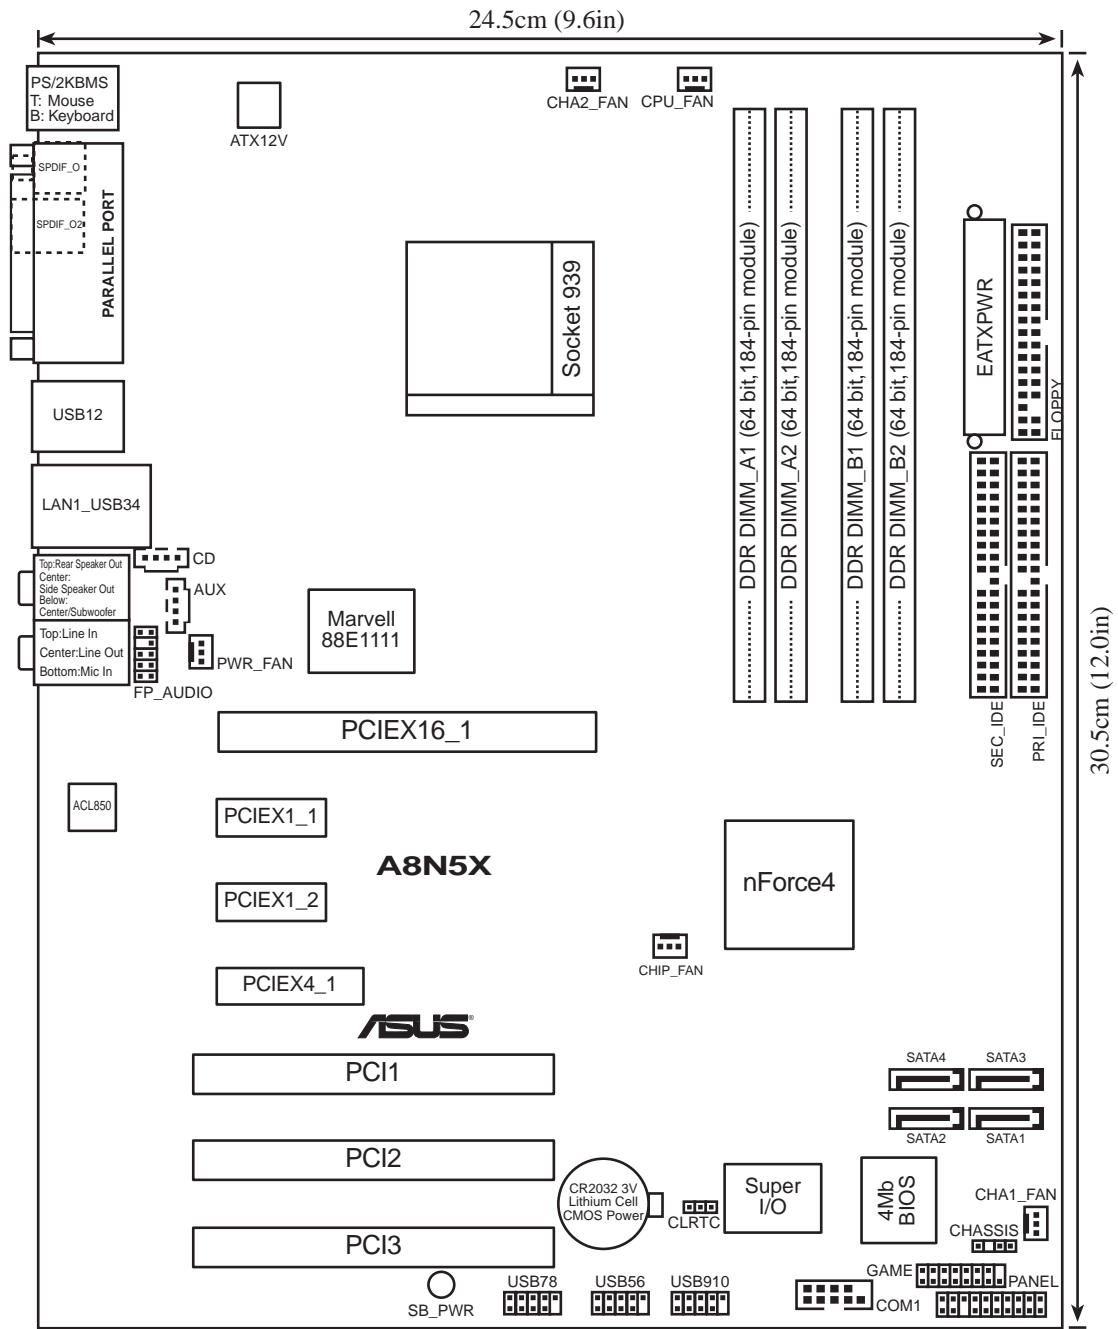 24.5cm (9.6in)
PS/2KBMS
T: Mouse
B: Keyboard
ATX12V
CHA2_FAN
CPU_FAN
SPDIF_O
SPDIF_O2
PARALLEL PORT
Socket 939
DDR DIMM_A1 (64 bit,184-pin module)
DDR DIMM_A2 (64 bit,184-pin module)
DDR DIMM_B1 (64 bit,184-pin module)
DDR DIMM_B2 (64 bit,184-pin module)
EATXPWR
FLOPPY
USB12
LAN1_USB34
CD
Top:Rear Speaker Out
Center:
Side Speaker Out
Below:
Center/Subwoofer
AUX
Top:Line In
Center:Line Out
Bottom:Mic In
FP_AUDIO
PWR_FAN
Marvell
88E1111
SEC_IDE
PRI_IDE
30.5cm (12.0in)
PCIEX16_1
ACL850
PCIEX1_1
A8N5X
nForce4
PCIEX1_2
CHIP_FAN
PCIEX4_1
ASUS®
PCI1
SATA4
SATA3
SATA2
SATA1
PCI2
CR2032 3V
Lithium Cell
CMOS Power
CLRTC
Super
I/O
4Mb
BIOS
CHA1_FAN
CHASSIS
PCI3
SB_PWR
USB78
USB56
USB910
COM1
GAME
PANEL